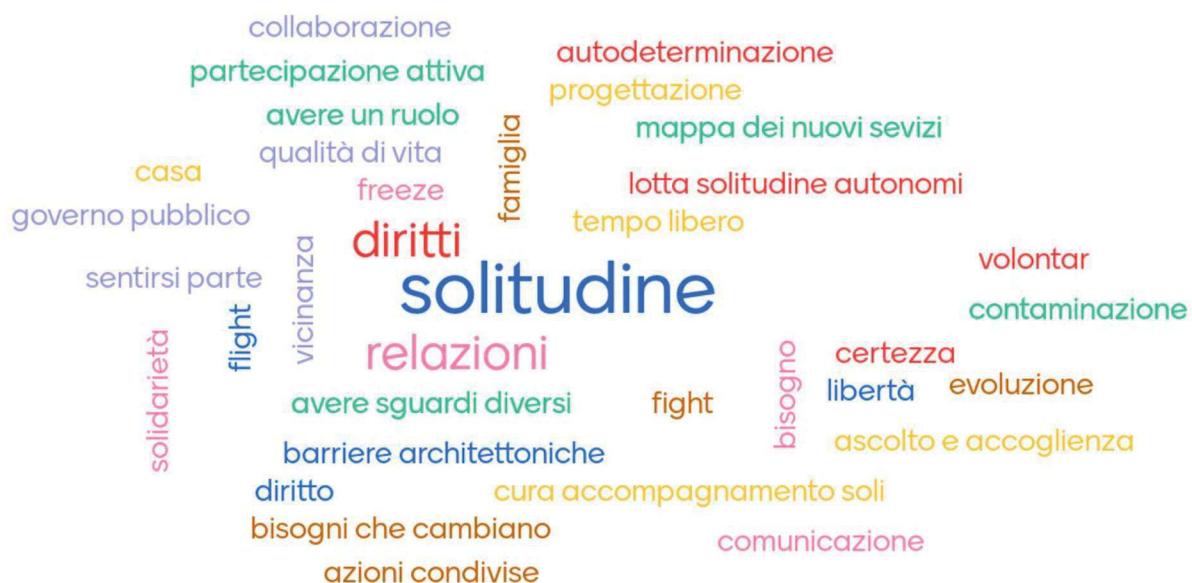 collaborazione
autodeterminazione
partecipazione attiva
progettazione
avere un ruolo
famiglia
mappa dei nuovi sevizi
qualità di vita
casa
freeze
lotta solitudine autonomi
governo pubblico
tempo libero
diritti
vicinanza
volontar
sentirsi parte
solitudine
contaminazione
flight
solidarietà
relazioni
bisogno
certezza
libertà
evoluzione
avere sguardi diversi
fight
ascolto e accoglienza
barriere architettoniche
diritto
cura accompagnamento soli
bisogni che cambiano
comunicazione
azioni condivise